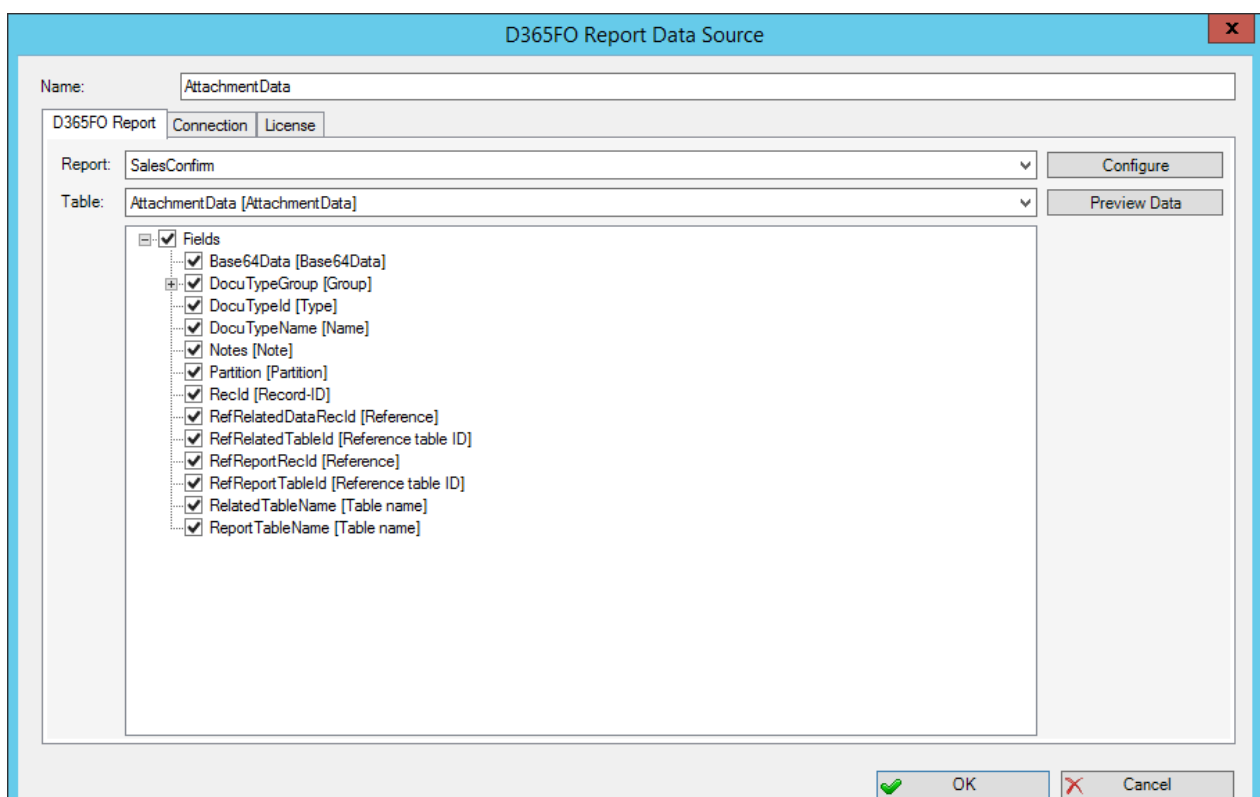 D365FO Report Data Source
x
Name: AttachmentData
D365FO Report Connection License
Report: SalesConfirm Configure
Table: AttachmentData [AttachmentData] Preview Data
Fields
Base64Data [Base64Data]
DocuTypeGroup [Group]
DocuTypeId [Type]
DocuTypeName [Name]
Notes [Note]
Partition [Partition]
RecId [Record-ID]
RefRelatedDataRecId [Reference]
RefRelatedTableId [Reference table ID]
RefReportRecId [Reference]
RefReportTableId [Reference table ID]
RelatedTableName [Table name]
ReportTableName [Table name]
OK Cancel